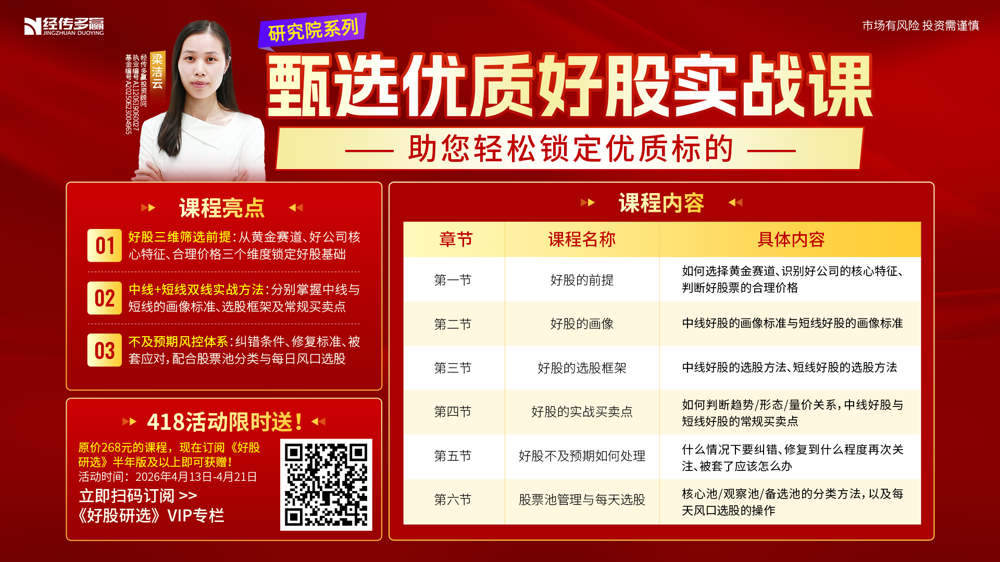 经传多赢
JINGZHUAN DUOYING
市场有风险 投资需谨慎
梁洁云
经传多赢投资顾问
执业编号A1120619060027
基金编号A20250623004965
研究院系列
甄选优质好股实战课
助您轻松锁定优质标的
课程亮点
01
好股三维筛选前提:从黄金赛道、好公司核
心特征、合理价格三个维度锁定好股基础
02
中线+短线双线实战方法:分别掌握中线与
短线的画像标准、选股框架及常规买卖点
03
不及预期风控体系:纠错条件、修复标准、被
套应对,配合股票池分类与每日风口选股
418活动限时送!
原价268元的课程，现在订阅《好股
研选》半年版及以上即可获赠！
活动时间：2026年4月13日-4月21日
立即扫码订阅 >>
《好股研选》VIP专栏
课程内容
章节 课程名称 具体内容
第一节 好股的前提 如何选择黄金赛道、识别好公司的核心特征、
判断好股票的合理价格
第二节 好股的画像 中线好股的画像标准与短线好股的画像标准
第三节 好股的选股框架 中线好股的选股方法、短线好股的选股方法
第四节 好股的实战买卖点 如何判断趋势/形态/量价关系,中线好股与
短线好股的常规买卖点
第五节 好股不及预期如何处理 什么情况下要纠错、修复到什么程度再次关
注、被套了应该怎么办
第六节 股票池管理与每天选股 核心池/观察池/备选池的分类方法,以及每
天风口选股的操作